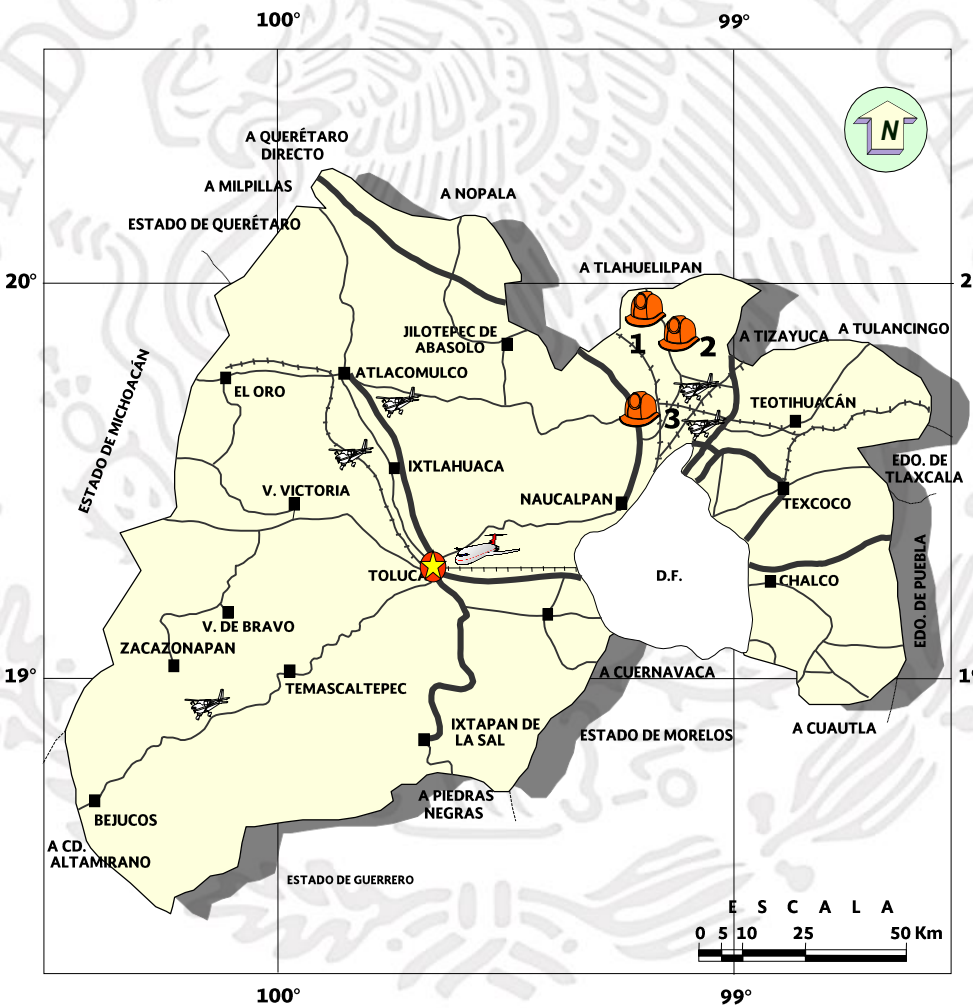 100°
99°
N
A QUERÉTARO
DIRECTO
A MILPILLAS
A NOPALA
ESTADO DE QUERÉTARO
A TLAHUELILPAN
20°
2
A TIZAYUCA
A TULANCINGO
JILOTEPEC DE
ABASOLO
1
2
ATLACOMULCO
EL ORO
TEOTIHUACÁN
3
ESTADO DE MICHOACÁN
IXTLAHUACA
EDO. DE
TLAXCALA
V. VICTORIA
NAUCALPAN
TEXCOCO
TOLUCA
D.F.
CHALCO
EDO. DE PUEBLA
V. DE BRAVO
ZACAZONAPAN
19°
A CUERNAVACA
1
TEMASCALTEPEC
IXTAPAN DE
LA SAL
ESTADO DE MORELOS
A CUAUTLA
A PIEDRAS
NEGRAS
BEJUCOS
A CD.
ALTAMIRANO
ESTADO DE GUERRERO
E S C A L A
0 5 10 25 50 Km
100°
99°